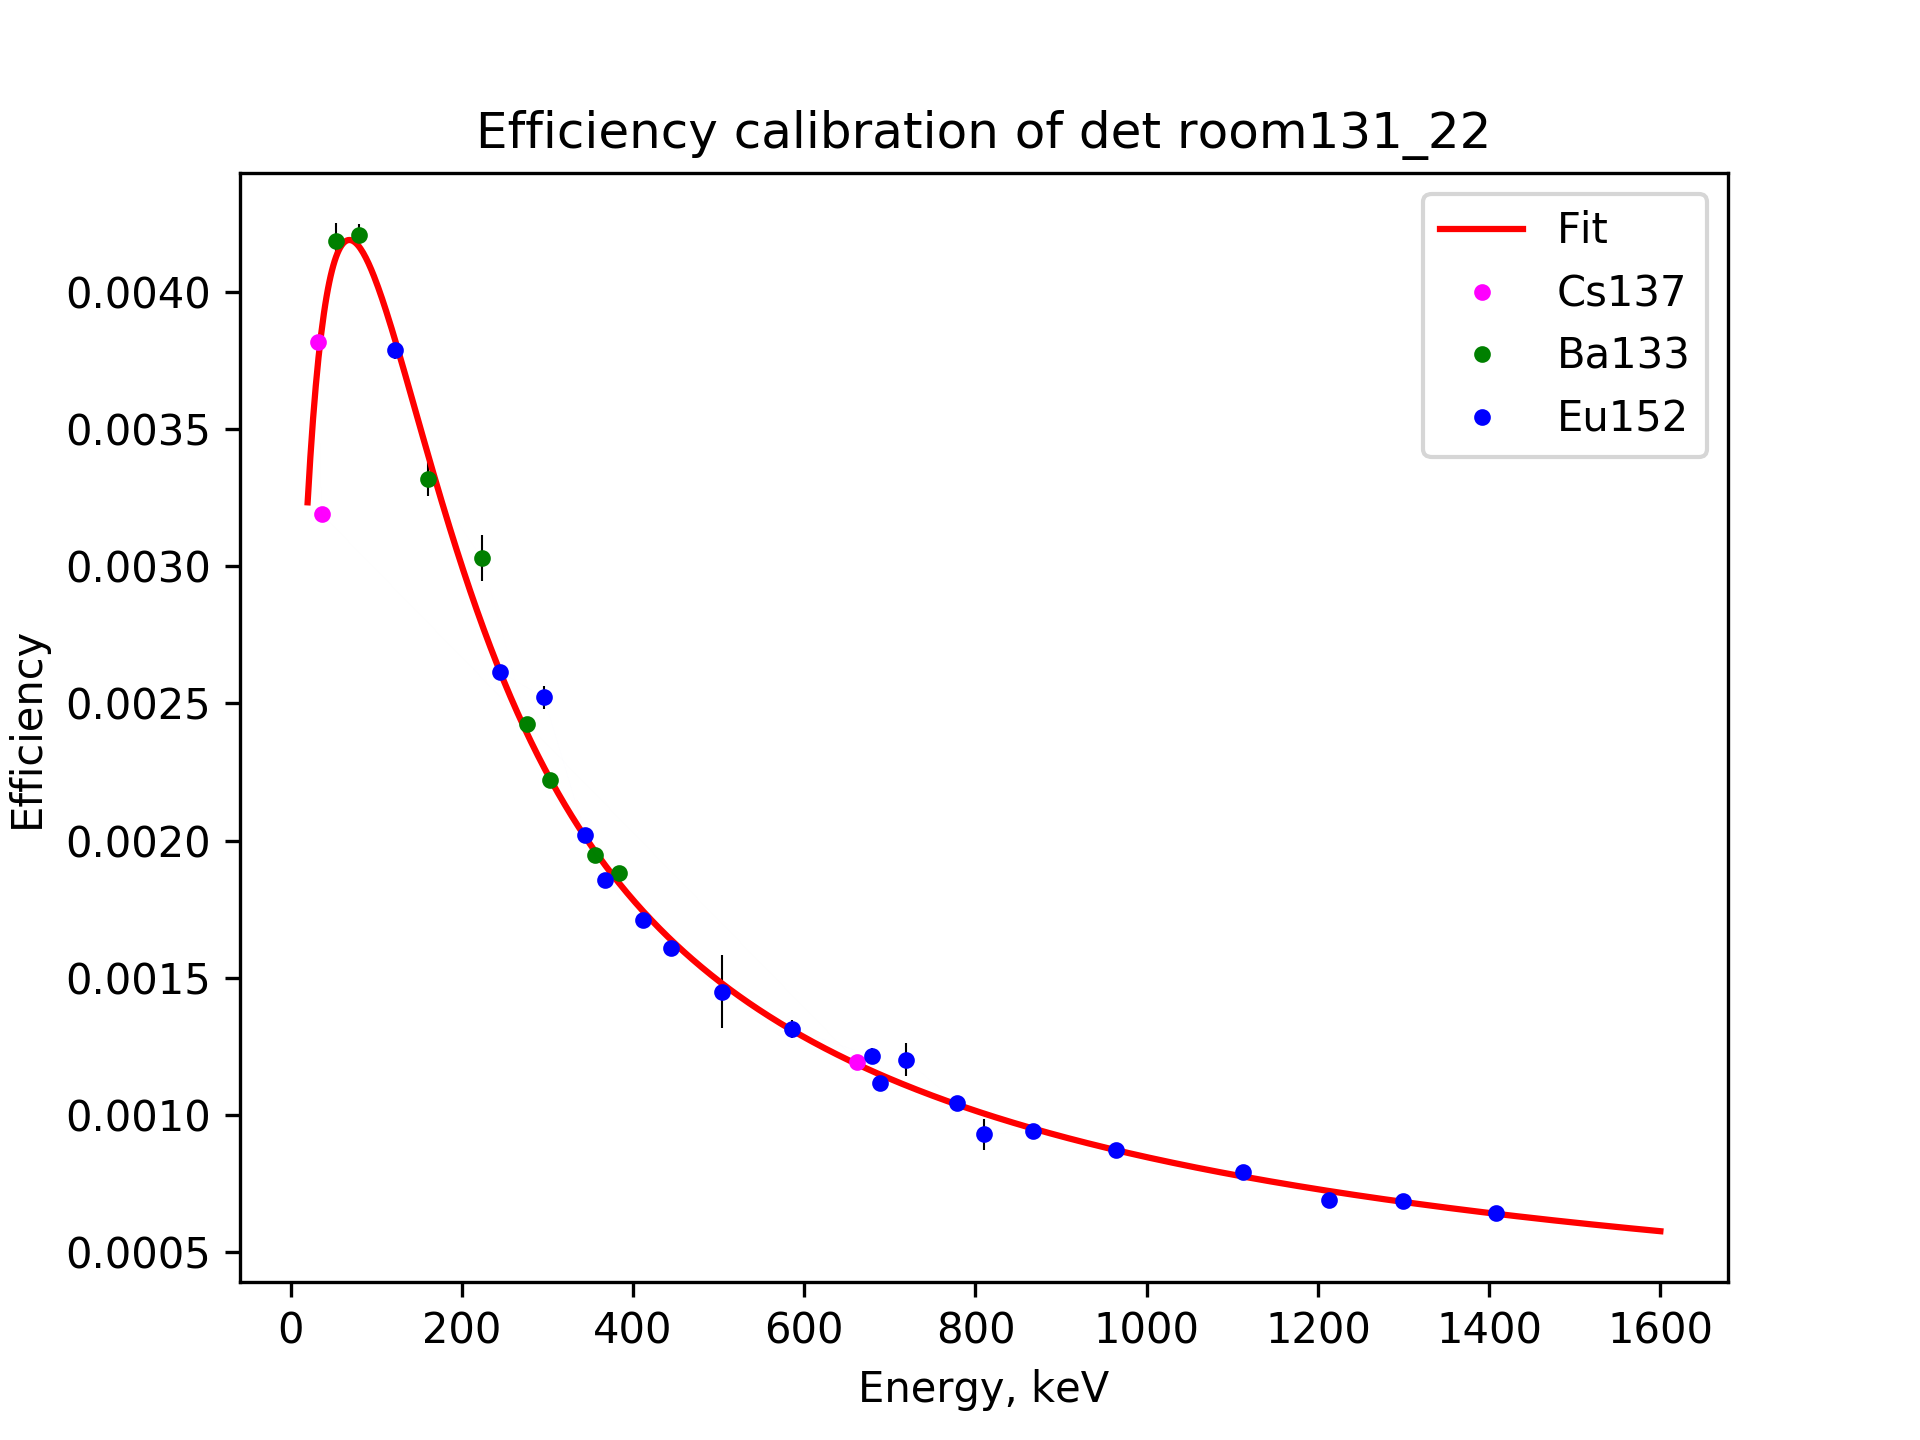 Efficiency calibration of det room131_22
Fit
Cs137
Ba133
Eu152
0.0040
0.0035
0.0030
0.0025
0.0020
0.0015
0.0010
0.0005
Efficiency
0 200 400 600 800 1000 1200 1400 1600
Energy, keV